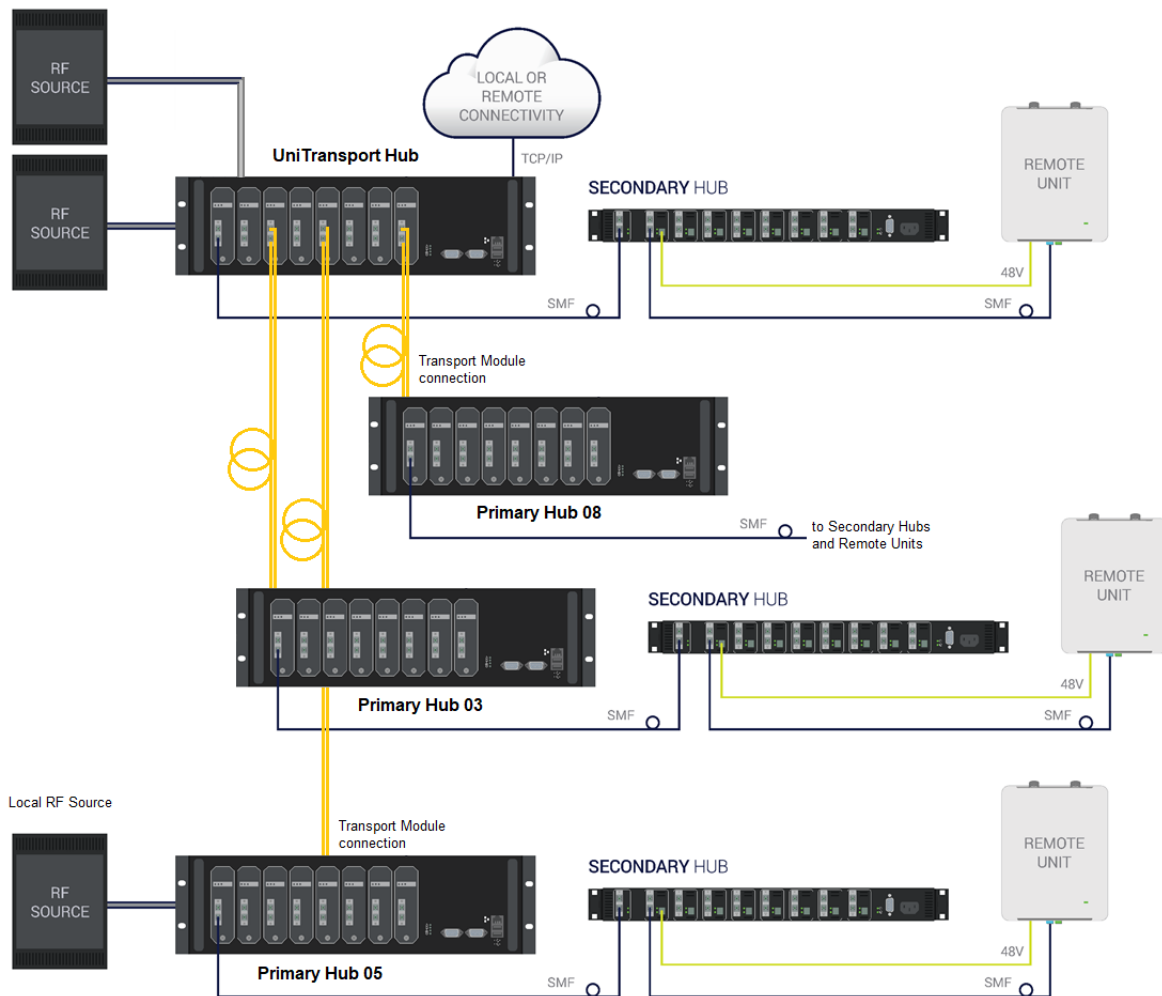 RF
SOURCE
LOCAL OR
REMOTE
CONNECTIVITY
UniTransport Hub
TCP/IP
RF
SOURCE
SECONDARY HUB
REMOTE
UNIT
48V
SMF
SMF
Transport Module
connection
Primary Hub 08
SMF
to Secondary Hubs
and Remote Units
REMOTE
UNIT
SECONDARY HUB
48V
Primary Hub 03
SMF
SMF
Local RF Source
Transport Module
connection
REMOTE
UNIT
SECONDARY HUB
RF
SOURCE
48V
Primary Hub 05
SMF
SMF